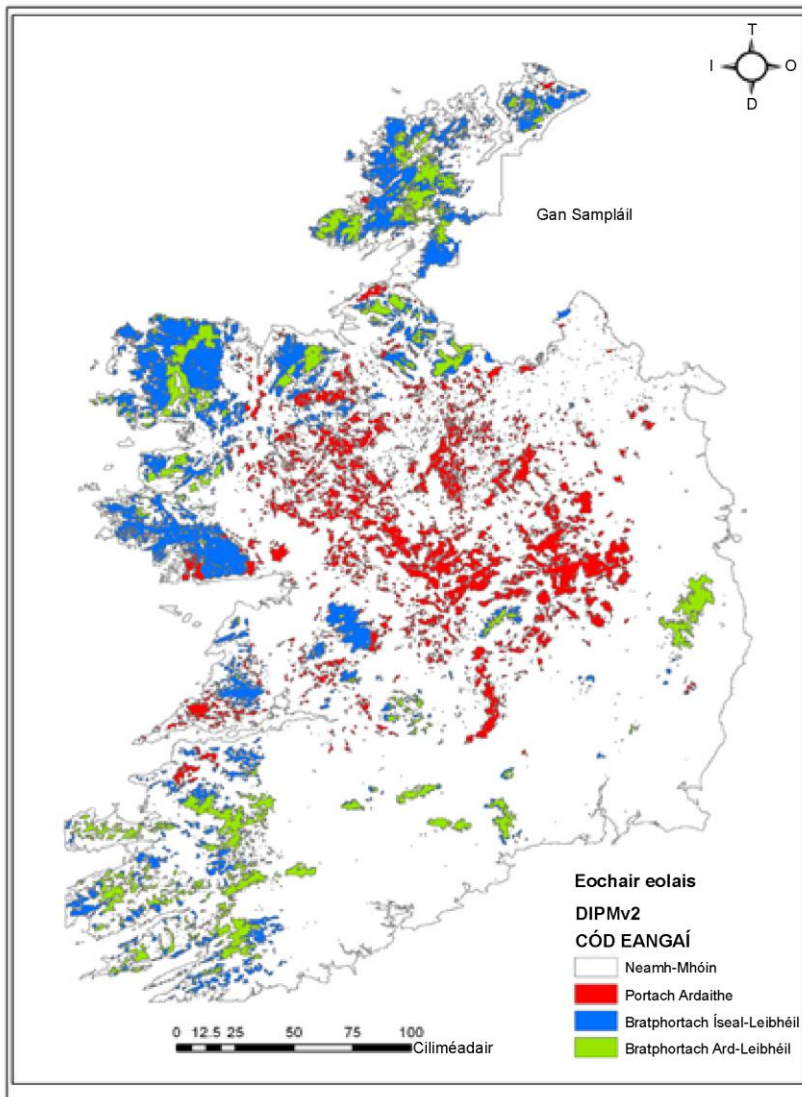 T
I O
D
Gan Sampláil
Eochair eolais
DIPMv2
CÓD EANGAÍ
Neamh-Mhóin
Portach Ardaithe
Bratphortach Íseal-Leibhéil
Bratphortach Ard-Leibhéil
0 12.5 25 50 75 100
Ciliméadair